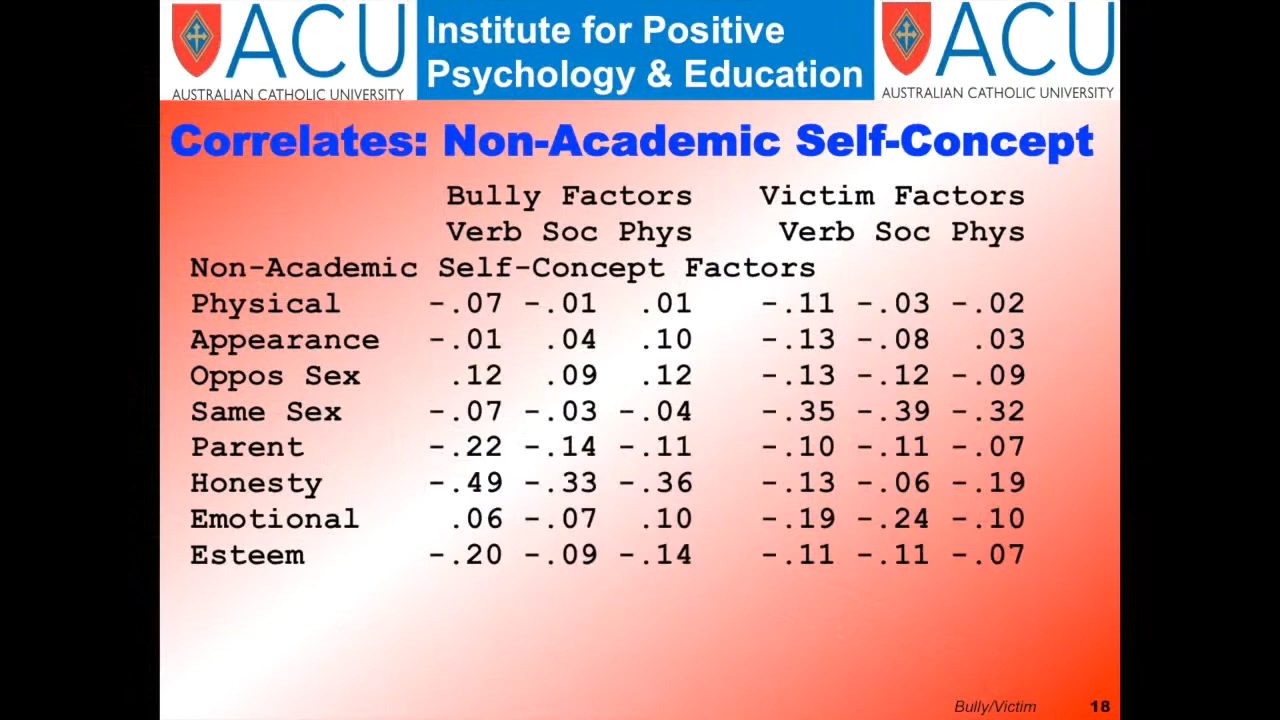 ACU
AUSTRALIAN CATHOLIC UNIVERSITY
Institute for Positive
Psychology & Education
ACU
AUSTRALIAN CATHOLIC UNIVERSITY
Correlates: Non-Academic Self-Concept
Bully Factors Victim Factors
Verb Soc Phys Verb Soc Phys
Non-Academic Self-Concept Factors
Physical -.07 -.01 .01 -.11 -.03 -.02
Appearance -.01 .04 .10 -.13 -.08 .03
Oppos Sex .12 .09 .12 -.13 -.12 -.09
Same Sex -.07 -.03 -.04 -.35 -.39 -.32
Parent -.22 -.14 -.11 -.10 -.11 -.07
Honesty -.49 -.33 -.36 -.13 -.06 -.19
Emotional .06 -.07 .10 -.19 -.24 -.10
Esteem -.20 -.09 -.14 -.11 -.11 -.07
Bully/Victim 18